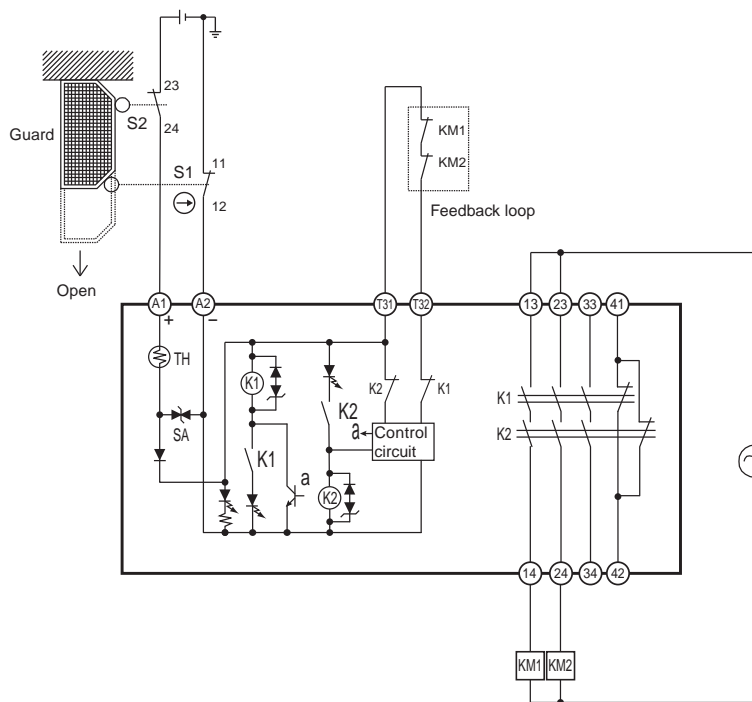 23
S2
24
Guard
S1
11
12
Open
KM1
KM2
Feedback loop
A1
A2
T31
T32
13
23
33
41
+
−
TH
SA
K1
K1
a
K2
K2
K2
K1
a
Control
circuit
K1
K2
14
24
34
42
KM1
KM2